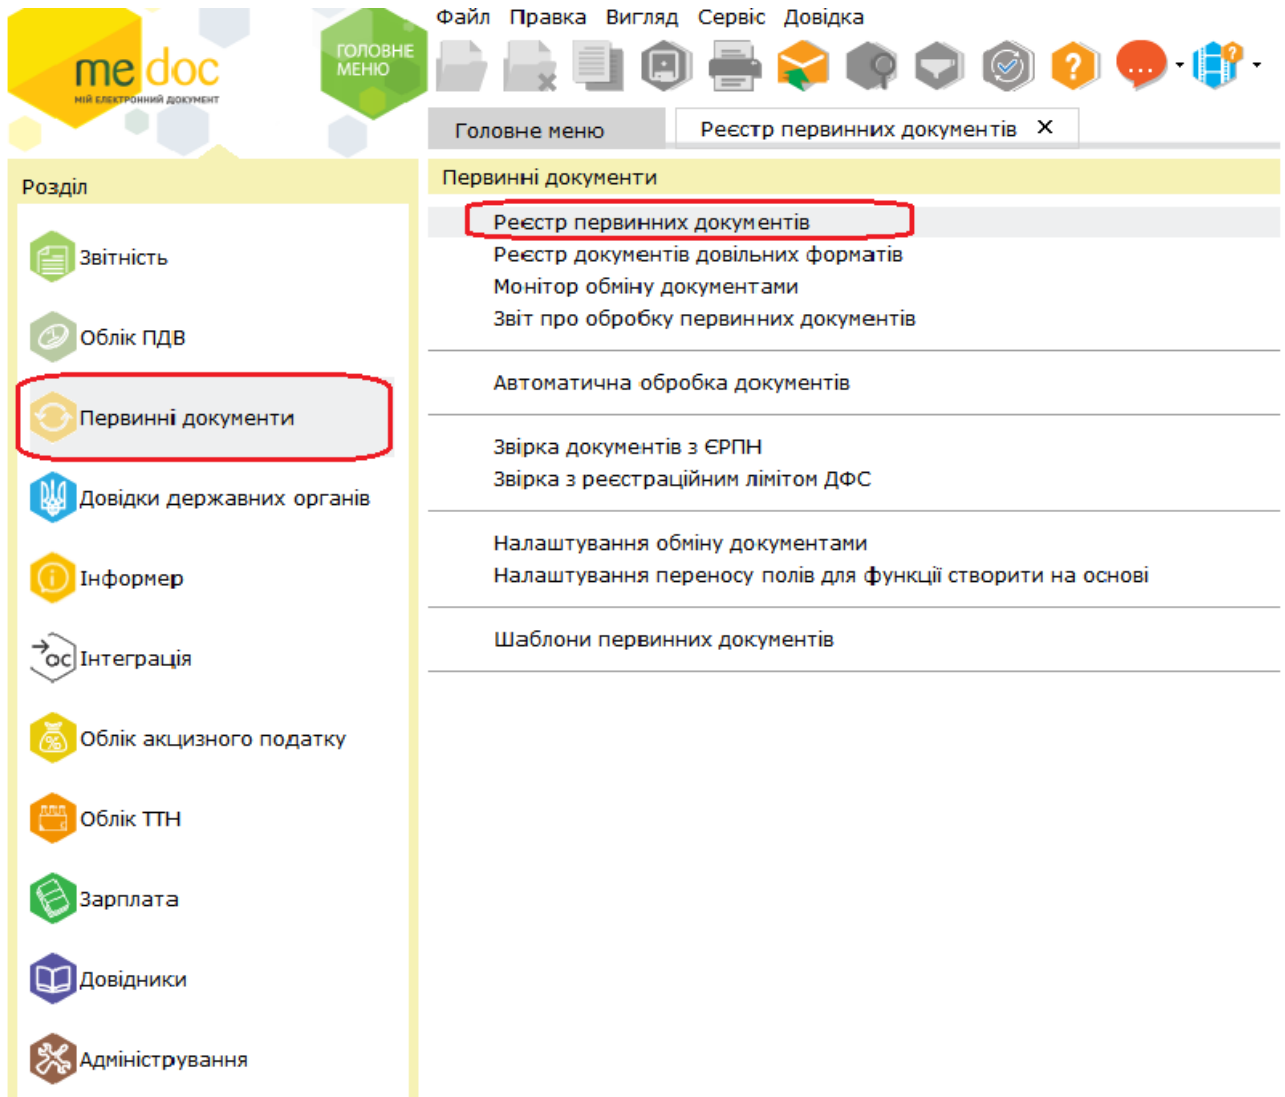 me doc
МІЙ ЕЛЕКТРОННИЙ ДОКУМЕНТ
ГОЛОВНЕ
МЕНЮ
Файл Правка Вигляд Сервіс Довідка
Головне меню
Реєстр первинних документів X
Розділ
Звітність
Облік ПДВ
Первинні документи
Довідки державних органів
Інформер
ос Інтеграція
Облік акцизного податку
Облік ТТН
Зарплата
Довідники
Адміністрування
Первинні документи
Реєстр первинних документів
Реєстр документів довільних форматів
Монітор обміну документами
Звіт про обробку первинних документів
Автоматична обробка документів
Звірка документів з ЄРПН
Звірка з реєстраційним лімітом ДФС
Налаштування обміну документами
Налаштування переносу полів для функції створити на основі
Шаблони первинних документів